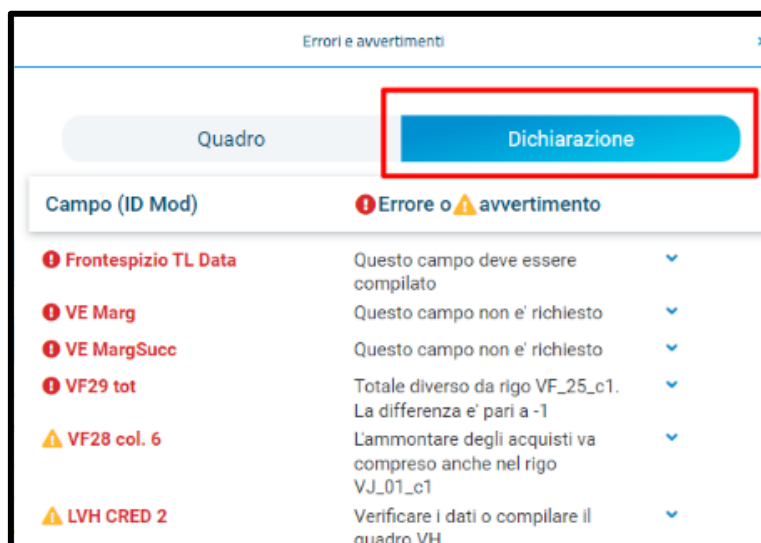 Errori e avvertimenti
Quadro Dichiarazione
Campo (ID Mod) Errore o avvertimento
Frontespizio TL Data Questo campo deve essere
compilato
VE Marg Questo campo non e' richiesto
VE MargSucc Questo campo non e' richiesto
VF29 tot Totale diverso da rigo VF_25_c1.
La differenza e' pari a -1
VF28 col. 6 L'ammontare degli acquisti va
compreso anche nel rigo
VJ_01_c1
LVH CRED 2 Verificare i dati o compilare il
quadro VH